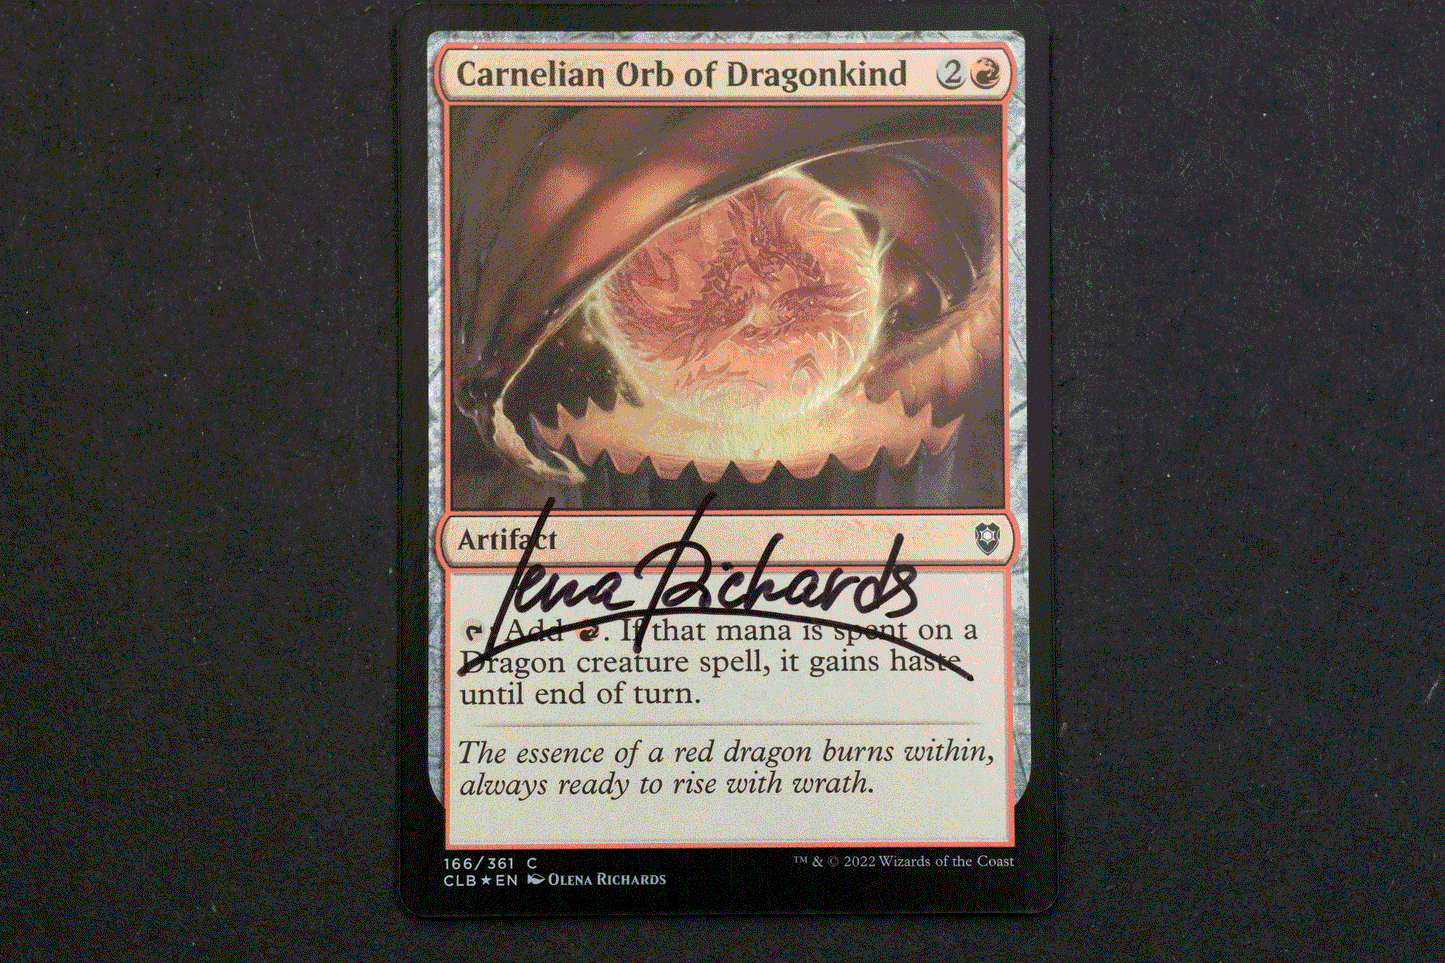 Carnelian Orb of Dragonkind 2
Artifact
Lena Richards
: Add . If that mana is spent on a
Dragon creature spell, it gains haste
until end of turn.
The essence of a red dragon burns within,
always ready to rise with wrath.
166/361 C
CLB★EN Olena Richards
™ & © 2022 Wizards of the Coast